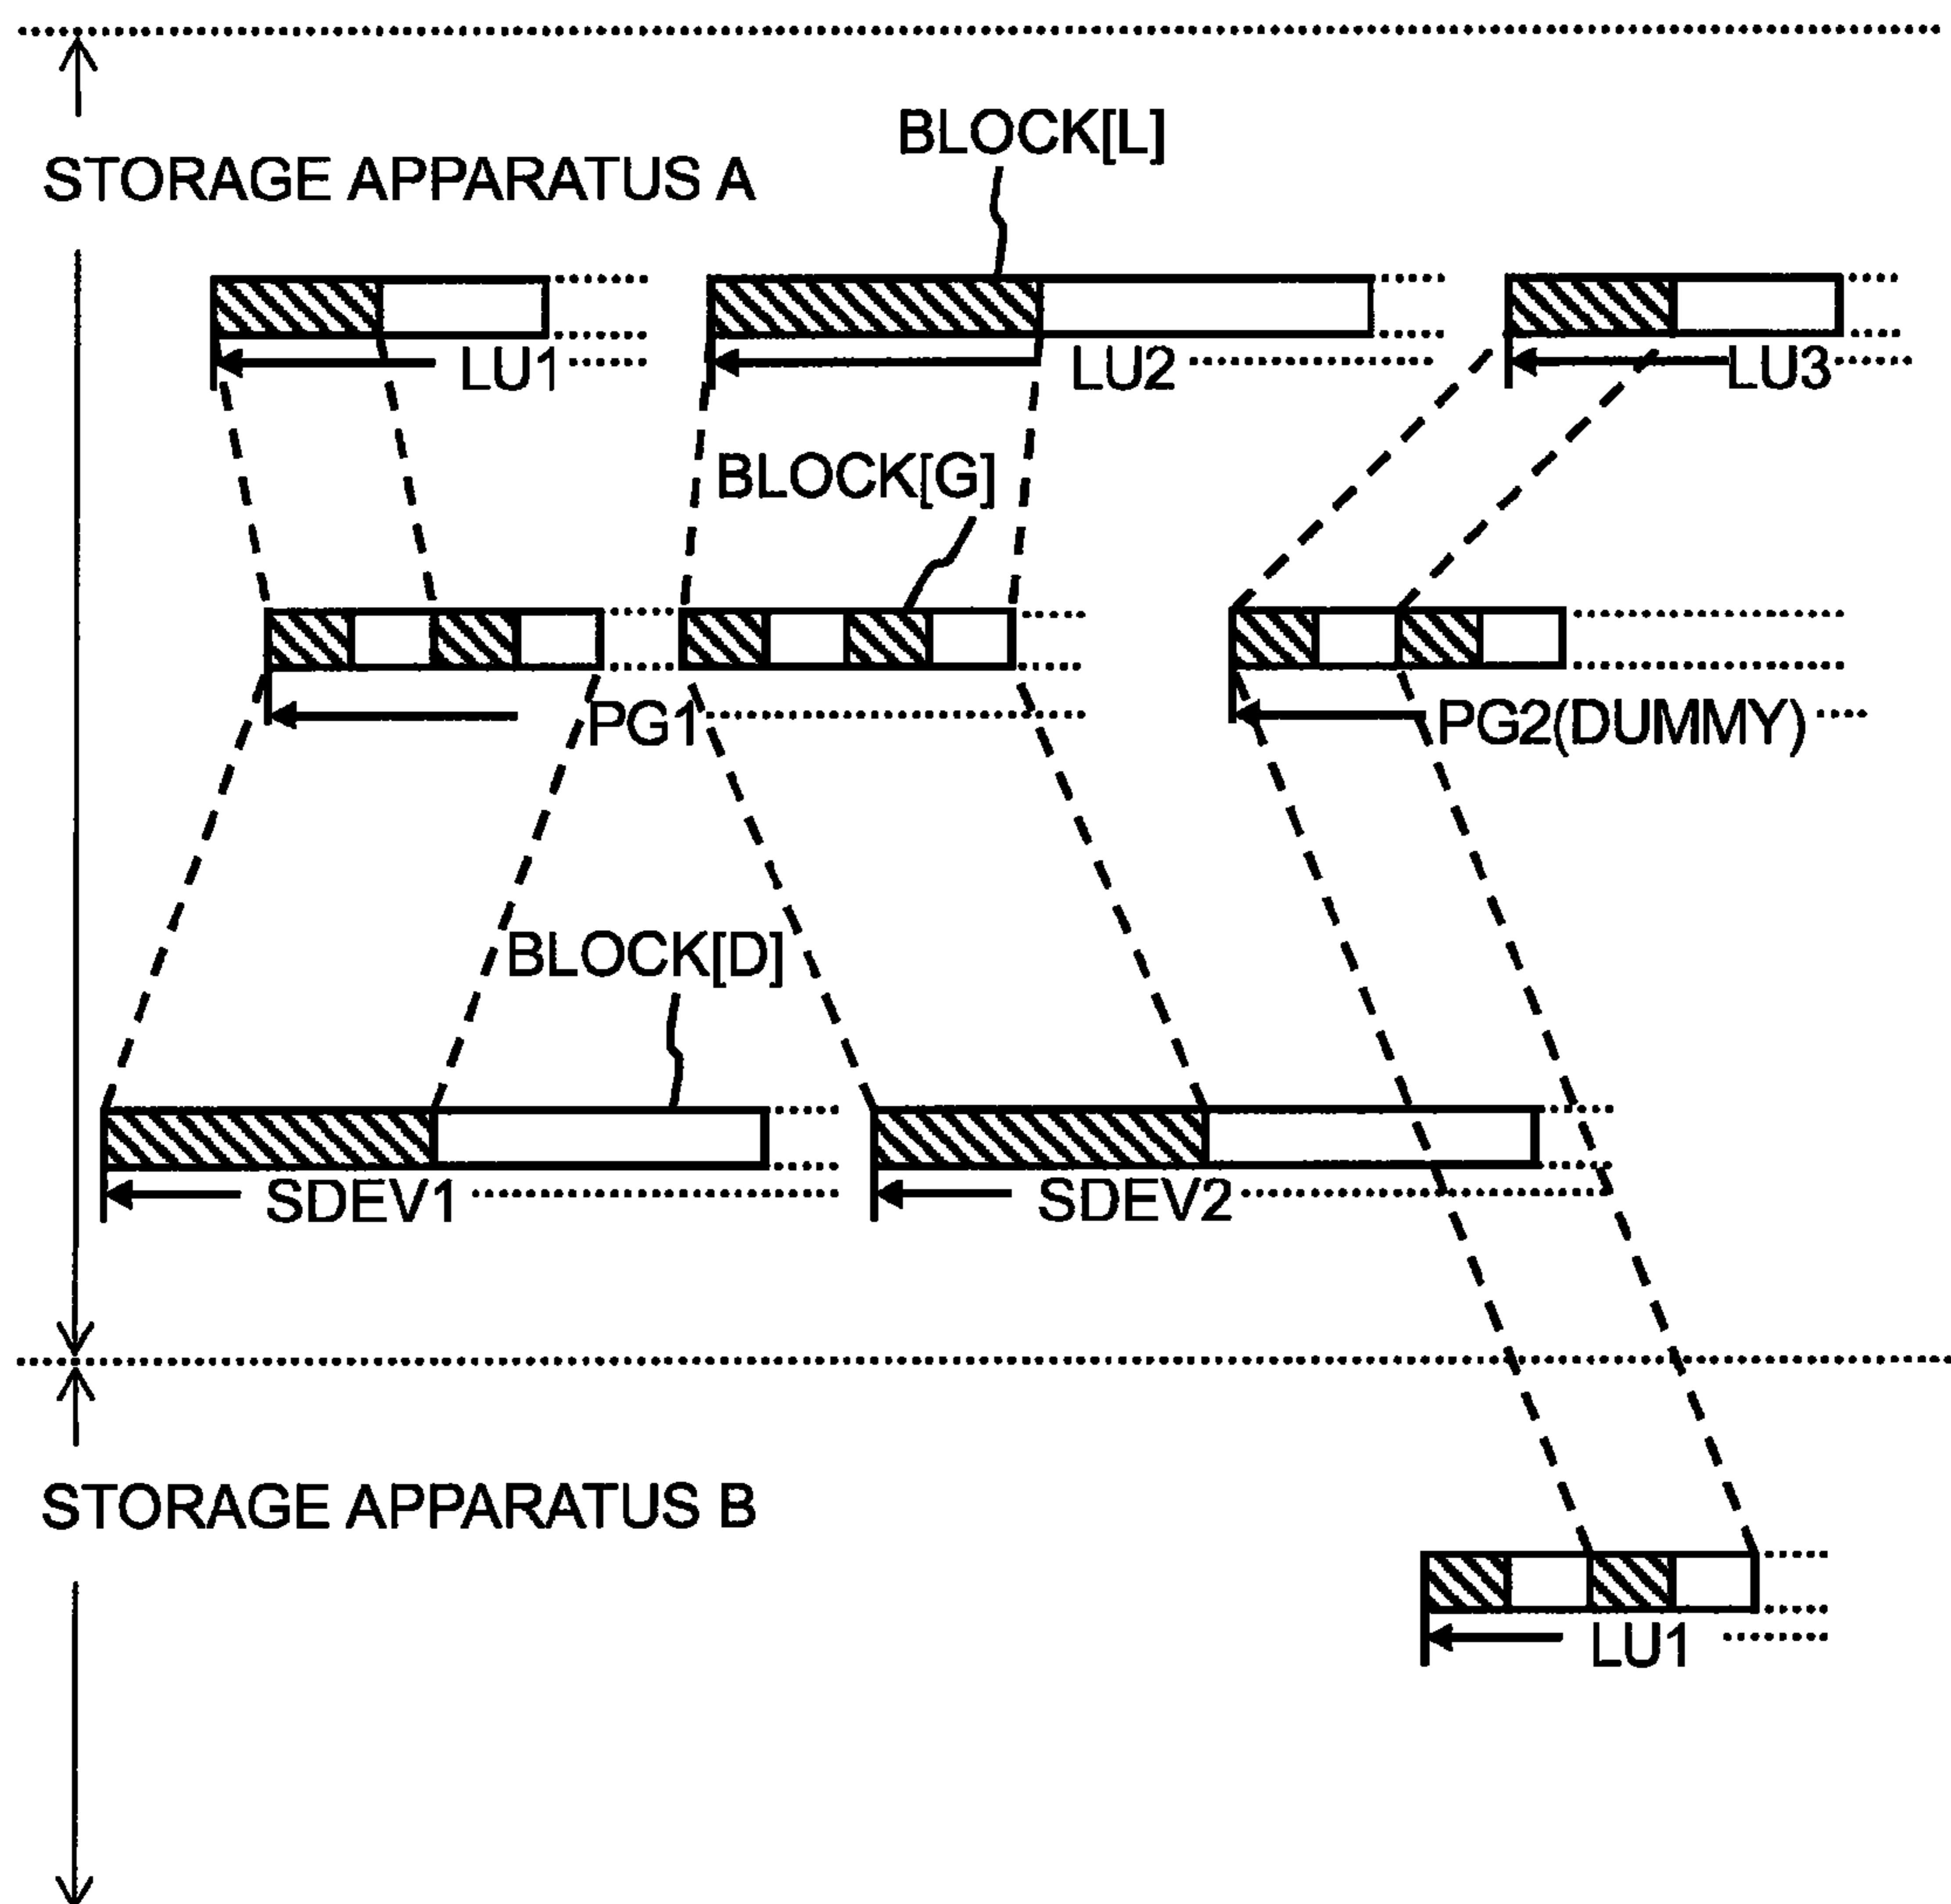 BLOCK[L]
STORAGE APPARATUS A
LU1
LU2
LU3
BLOCK[G]
PG1
PG2(DUMMY)
BLOCK[D]
SDEV1
SDEV2
STORAGE APPARATUS B
LU1